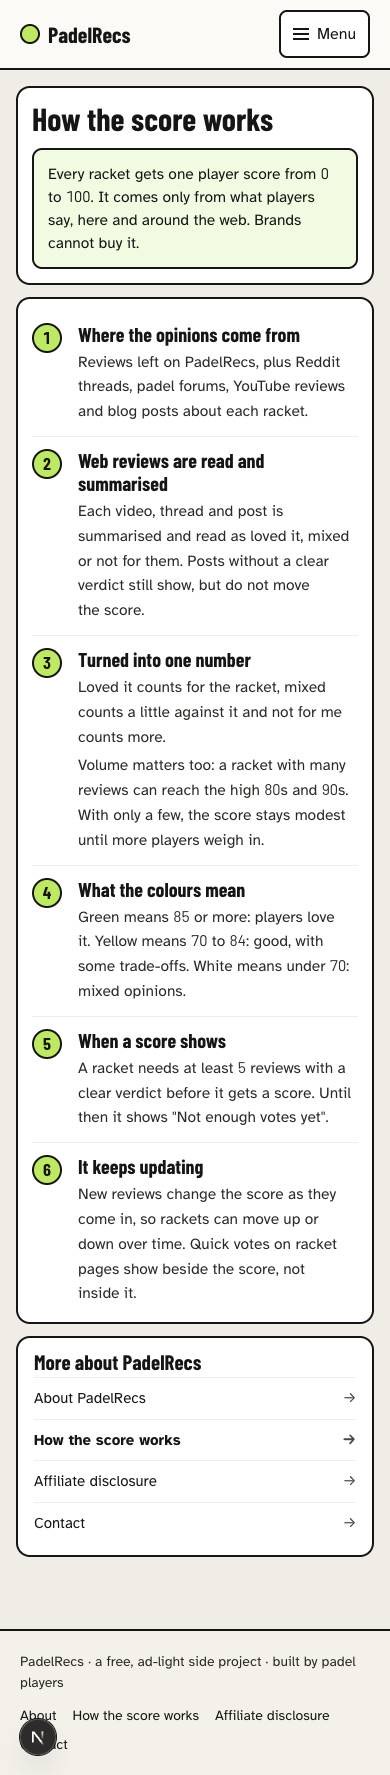 PadelRecs
Menu
How the score works
Every racket gets one player score from 0
to 100. It comes only from what players
say, here and around the web. Brands
cannot buy it.
1
Where the opinions come from
Reviews left on PadelRecs, plus Reddit
threads, padel forums, YouTube reviews
and blog posts about each racket.
2
Web reviews are read and
summarised
Each video, thread and post is
summarised and read as loved it, mixed
or not for them. Posts without a clear
verdict still show, but do not move
the score.
3
Turned into one number
Loved it counts for the racket, mixed
counts a little against it and not for me
counts more.
Volume matters too: a racket with many
reviews can reach the high 80s and 90s.
With only a few, the score stays modest
until more players weigh in.
4
What the colours mean
Green means 85 or more: players love
it. Yellow means 70 to 84: good, with
some trade-offs. White means under 70:
mixed opinions.
5
When a score shows
A racket needs at least 5 reviews with a
clear verdict before it gets a score. Until
then it shows "Not enough votes yet".
6
It keeps updating
New reviews change the score as they
come in, so rackets can move up or
down over time. Quick votes on racket
pages show beside the score, not
inside it.
More about PadelRecs
About PadelRecs →
How the score works →
Affiliate disclosure →
Contact →
PadelRecs · a free, ad-light side project · built by padel
players
About How the score works Affiliate disclosure
N
ct